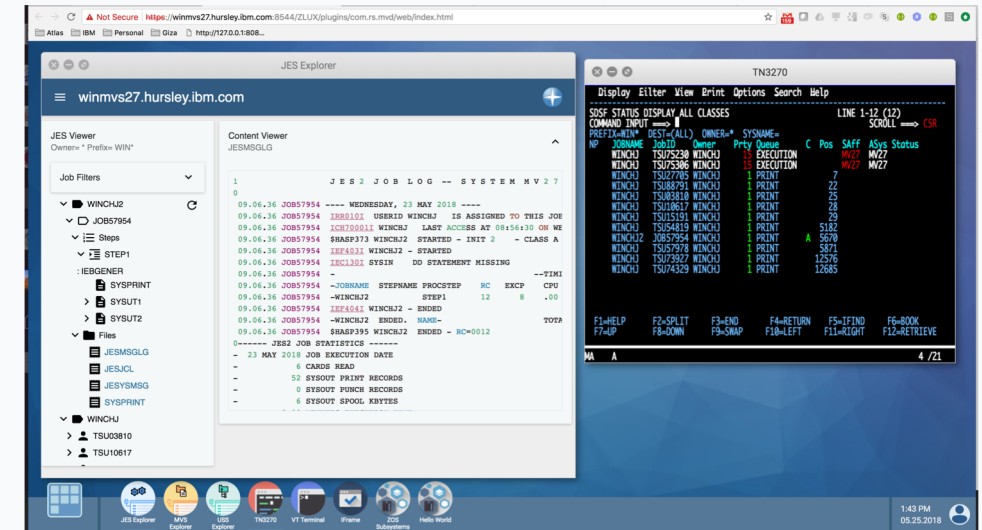 Not Secure https://winmvs27.hursley.ibm.com:8544/ZLUX/plugins/com.rs.mvd/web/index.html
159
Atlas IBM Personal Giza http://127.0.0.1:808...
JES Explorer
winmvs27.hursley.ibm.com
JES Viewer
Owner= * Prefix= WIN*
Job Filters
WINCHJ2
JOB57954
Steps
STEP1
: IEBGENER
SYSPRINT
SYSUT1
SYSUT2
Files
JESMSGLG
JESJCL
JESYSMSG
SYSPRINT
WINCHJ
TSU03810
TSU10617
Content Viewer
JESMSGLG
1 J E S 2 J O B L O G -- S Y S T E M M V 2 7
0
09.06.36 JOB57954 ---- WEDNESDAY, 23 MAY 2018 ----
09.06.36 JOB57954 IRR010I USERID WINCHJ IS ASSIGNED TO THIS JOB
09.06.36 JOB57954 ICH70001I WINCHJ LAST ACCESS AT 08:56:30 ON WE
09.06.36 JOB57954 $HASP373 WINCHJ2 STARTED - INIT 2 - CLASS A
09.06.36 JOB57954 IEF403I WINCHJ2 - STARTED
09.06.36 JOB57954 IEC130I SYSIN DD STATEMENT MISSING
09.06.36 JOB57954 - --TIMI
09.06.36 JOB57954 -JOBNAME STEPNAME PROCSTEP RC EXCP CPU
09.06.36 JOB57954 -WINCHJ2 STEP1 12 8 .00
09.06.36 JOB57954 IEF404I WINCHJ2 - ENDED
09.06.36 JOB57954 -WINCHJ2 ENDED. NAME- TOTA
09.06.36 JOB57954 $HASP395 WINCHJ2 ENDED - RC=0012
0------ JES2 JOB STATISTICS ------
- 23 MAY 2018 JOB EXECUTION DATE
- 6 CARDS READ
- 52 SYSOUT PRINT RECORDS
- 0 SYSOUT PUNCH RECORDS
- 6 SYSOUT SPOOL KBYTES
TN3270
Display Filter View Print Options Search Help
SDSF STATUS DISPLAY ALL CLASSES LINE 1-12 (12)
COMMAND INPUT ===> SCROLL ===> CSR
PREFIX=WIN* DEST=(ALL) OWNER=* SYSNAME=
NP JOBNAME JobID Owner Prty Queue C Pos SAff ASys Status
WINCHJ TSU75230 WINCHJ 15 EXECUTION MV27 MV27
WINCHJ TSU75306 WINCHJ 15 EXECUTION MV27 MV27
WINCHJ TSU27705 WINCHJ 1 PRINT 7
WINCHJ TSU88791 WINCHJ 1 PRINT 22
WINCHJ TSU03810 WINCHJ 1 PRINT 25
WINCHJ TSU10617 WINCHJ 1 PRINT 28
WINCHJ TSU15191 WINCHJ 1 PRINT 29
WINCHJ TSU54819 WINCHJ 1 PRINT 5182
WINCHJ2 JOB57954 WINCHJ 1 PRINT A 5670
WINCHJ TSU57978 WINCHJ 1 PRINT 5871
WINCHJ TSU73927 WINCHJ 1 PRINT 12576
WINCHJ TSU74329 WINCHJ 1 PRINT 12685
F1=HELP F2=SPLIT F3=END F4=RETURN F5=IFIND F6=BOOK
F7=UP F8=DOWN F9=SWAP F10=LEFT F11=RIGHT F12=RETRIEVE
MA A 4 /21
JES Explorer
MVS Explorer
USS Explorer
TN3270
VT Terminal
IFrame
ZOS Subsystems
Hello World
1:43 PM
05.25.2018